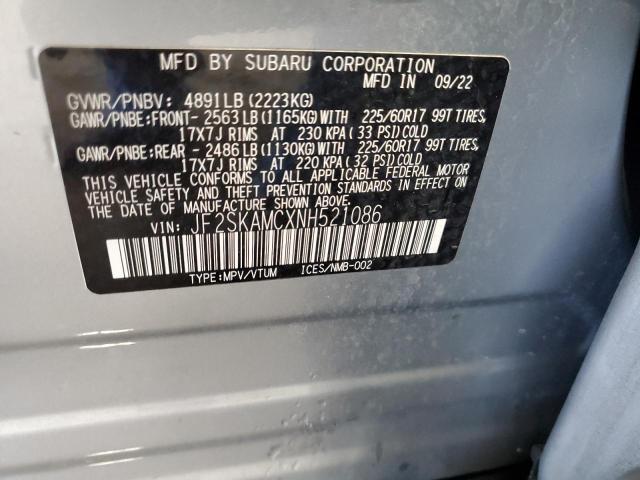 MFD BY SUBARU CORPORATION
MFD IN 09/22
GVWR/PNBV: 4891LB(2223KG)
GAWR/PNBE:FRONT-2563LB(1165KG)WITH 225/60R17 99T TIRES,
17X7J RIMS AT 230 KPA(33 PSI)COLD
GAWR/PNBE:REAR -2486LB(1130KG)WITH 225/60R17 99T TIRES,
17X7J RIMS AT 220 KPA(32 PSI)COLD
THIS VEHICLE CONFORMS TO ALL APPLICABLE FEDERAL MOTOR
VEHICLE SAFETY AND THEFT PREVENTION STANDARDS IN EFFECT ON
THE DATE OF MANUFACTURE SHOWN ABOVE.
VIN: JF2SKAMCXNH521086
TYPE:MPV/VTUM ICES/NMB-002